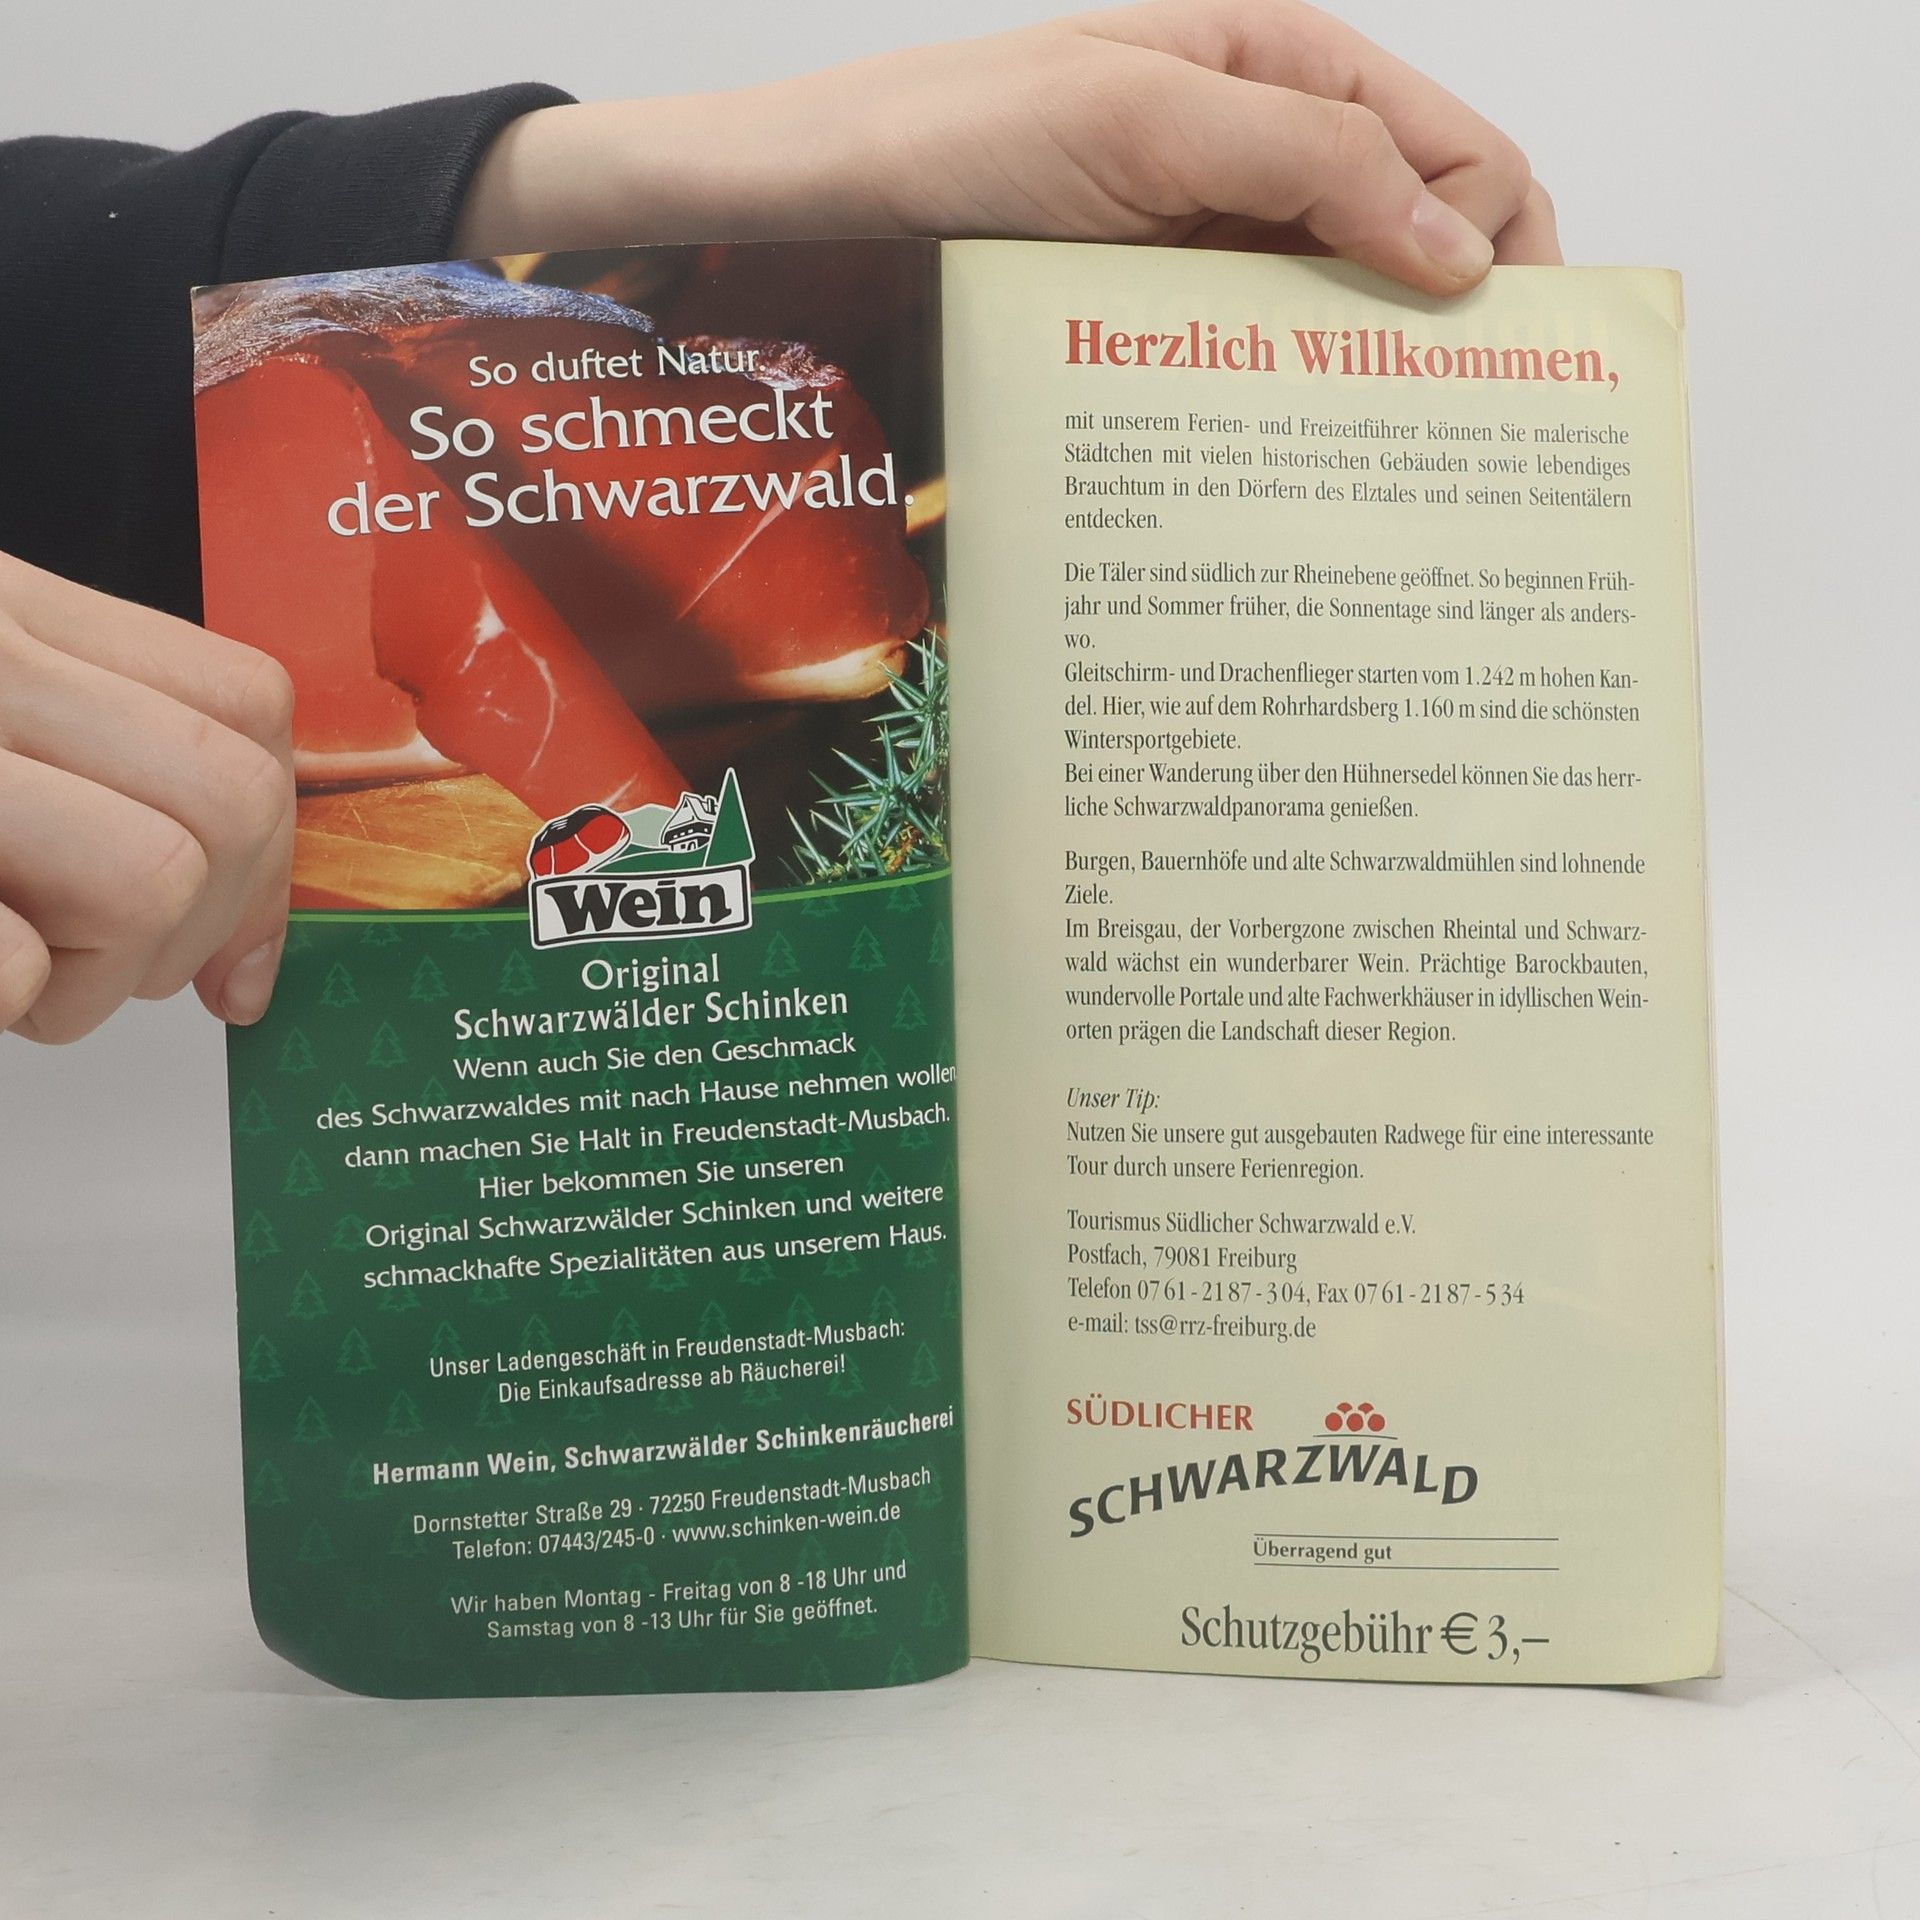 So duftet Natur.
So schmeckt
der Schwarzwald.
Wein
Original
Schwarzwälder Schinken
Wenn auch Sie den Geschmack
des Schwarzwaldes mit nach Hause nehmen wollen
dann machen Sie Halt in Freudenstadt-Musbach.
Hier bekommen Sie unseren
Original Schwarzwälder Schinken und weitere
schmackhafte Spezialitäten aus unserem Haus.
Unser Ladengeschäft in Freudenstadt-Musbach:
Die Einkaufsadresse ab Räucherei!
Hermann Wein, Schwarzwälder Schinkenräucherei
Dornstetter Straße 29 · 72250 Freudenstadt-Musbach
Telefon: 07443/245-0 · www.schinken-wein.de
Wir haben Montag - Freitag von 8 -18 Uhr und
Samstag von 8 -13 Uhr für Sie geöffnet.
Herzlich Willkommen,
mit unserem Ferien- und Freizeitführer können Sie malerische
Städtchen mit vielen historischen Gebäuden sowie lebendiges
Brauchtum in den Dörfern des Elztales und seinen Seitentälern
entdecken.
Die Täler sind südlich zur Rheinebene geöffnet. So beginnen Früh-
jahr und Sommer früher, die Sonnentage sind länger als anders-
wo.
Gleitschirm- und Drachenflieger starten vom 1.242 m hohen Kan-
del. Hier, wie auf dem Rohrhardsberg 1.160 m sind die schönsten
Wintersportgebiete.
Bei einer Wanderung über den Hühnersedel können Sie das herr-
liche Schwarzwaldpanorama genießen.
Burgen, Bauernhöfe und alte Schwarzwaldmühlen sind lohnende
Ziele.
Im Breisgau, der Vorbergzone zwischen Rheintal und Schwarz-
wald wächst ein wunderbarer Wein. Prächtige Barockbauten,
wundervolle Portale und alte Fachwerkhäuser in idyllischen Wein-
orten prägen die Landschaft dieser Region.
Unser Tip:
Nutzen Sie unsere gut ausgebauten Radwege für eine interessante
Tour durch unsere Ferienregion.
Tourismus Südlicher Schwarzwald e.V.
Postfach, 79081 Freiburg
Telefon 07 61 - 21 87 - 3 04, Fax 07 61 - 21 87 - 5 34
e-mail: tss@rrz-freiburg.de
SÜDLICHER
SCHWARZWALD
Überragend gut
Schutzgebühr € 3,–